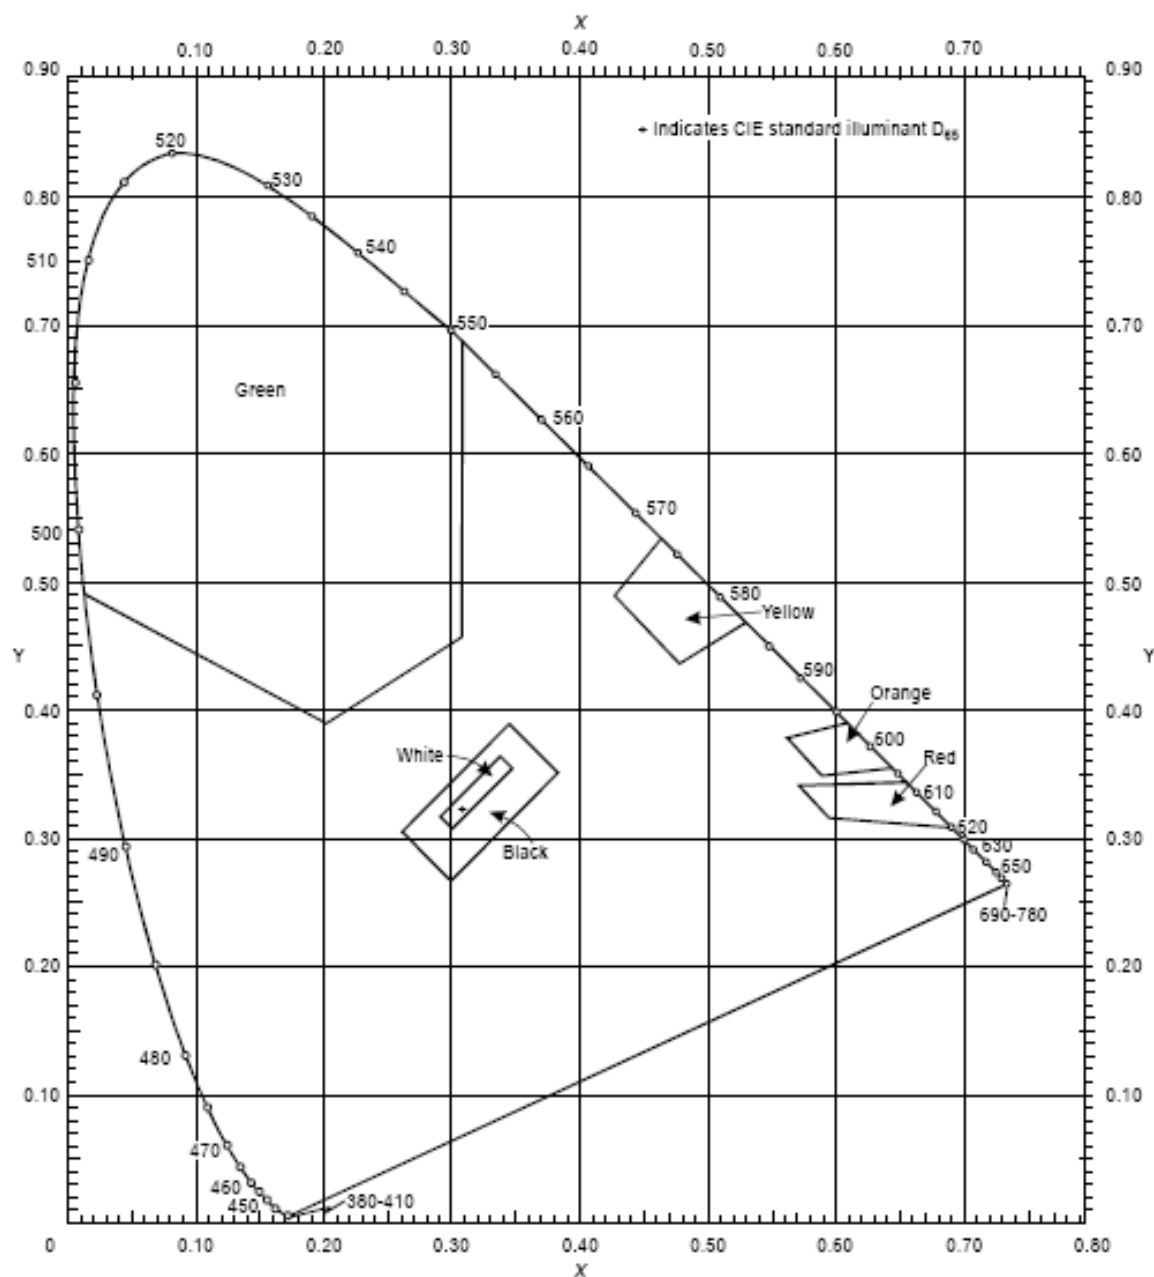 X
0.10 0.20 0.30 0.40 0.50 0.60 0.70
0.90 0.90
+ Indicates CIE standard illuminant D65
520
530
0.80 0.80
540
510
550
0.70 0.70
Green
560
0.60 0.60
570
500
0.50 580 0.50
Yellow
Y Y
590
Orange
0.40 0.40
600
White Red
610
520
0.30 0.30
630
490 Black
550
690-780
0.20 0.20
480
0.10 0.10
470
460
450 380-410
0 0.10 0.20 0.30 0.40 0.50 0.60 0.70 0.80
X